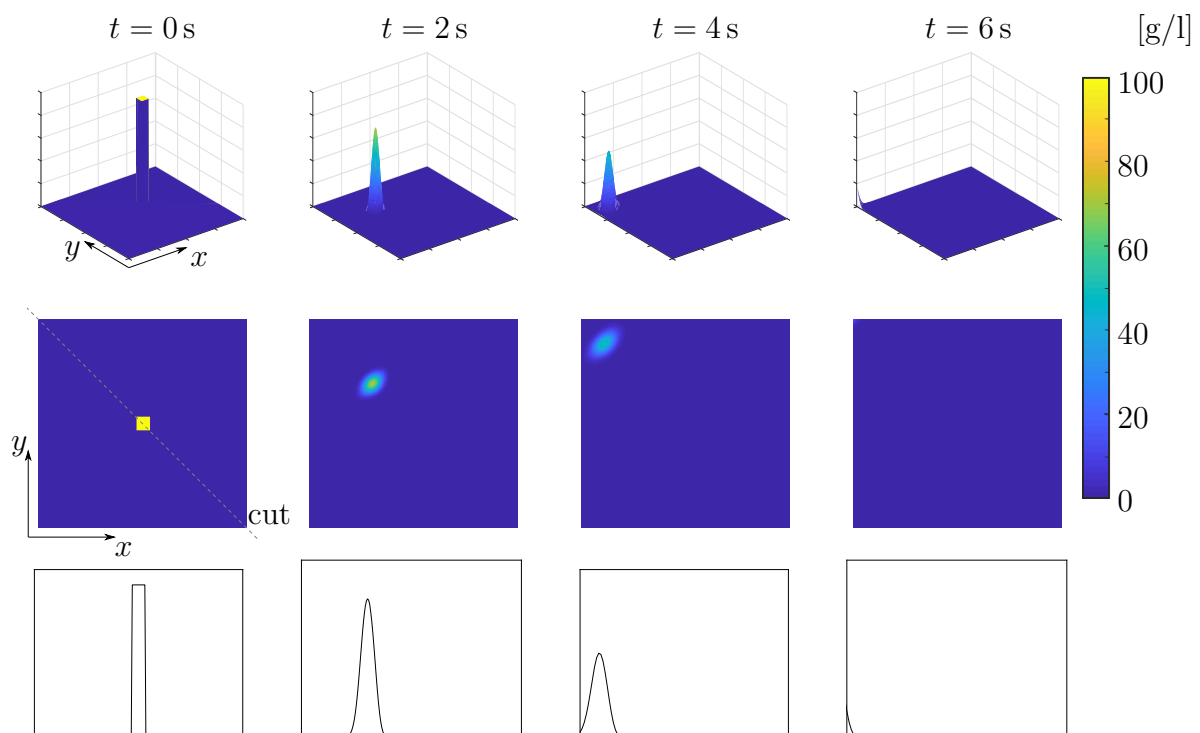 t = 0 s
t = 2 s
t = 4 s
t = 6 s
[g/l]
100
80
60
40
20
0
y
x
y
x
cut